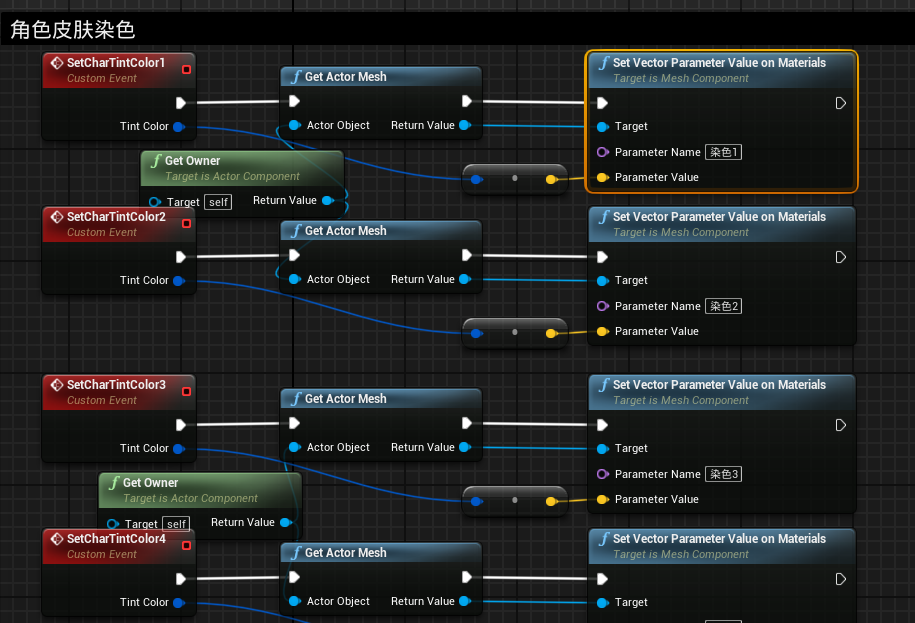 角色皮肤染色
SetCharTintColor1
Custom Event
Tint Color
Get Actor Mesh
Actor Object
Return Value
Set Vector Parameter Value on Materials
Target is Mesh Component
Target
Parameter Name 染色1
Parameter Value
Get Owner
Target is Actor Component
Target self
Return Value
SetCharTintColor2
Custom Event
Tint Color
Get Actor Mesh
Actor Object
Return Value
Set Vector Parameter Value on Materials
Target is Mesh Component
Target
Parameter Name 染色2
Parameter Value
SetCharTintColor3
Custom Event
Tint Color
Get Actor Mesh
Actor Object
Return Value
Set Vector Parameter Value on Materials
Target is Mesh Component
Target
Parameter Name 染色3
Parameter Value
Get Owner
Target is Actor Component
Target self
Return Value
SetCharTintColor4
Custom Event
Tint Color
Get Actor Mesh
Actor Object
Return Value
Set Vector Parameter Value on Materials
Target is Mesh Component
Target